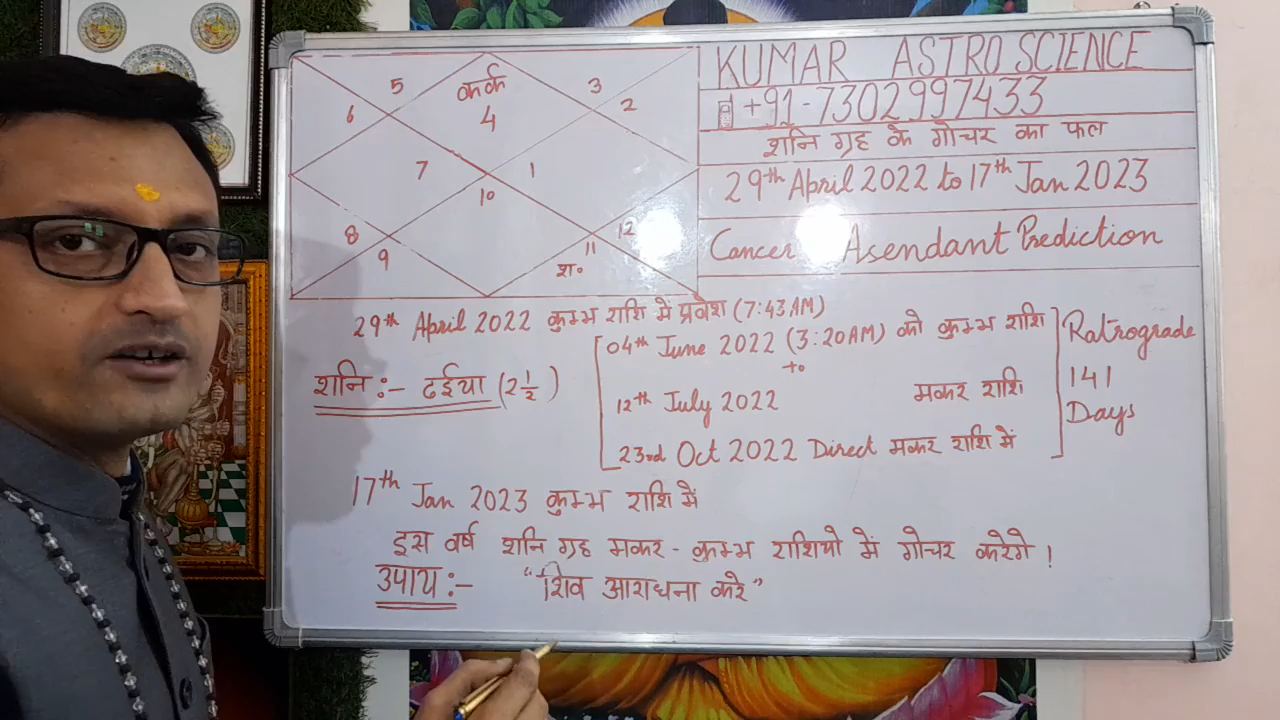 KUMAR ASTRO SCIENCE
+91-7302997433
शनि ग्रह के गोचर का फल
29th April 2022 to 17th Jan 2023
Cancer Asendant Prediction
5
कर्क
3
6
4
2
7
1
10
8
12
9
11
श०
29th April 2022 कुम्भ राशि में प्रवेश (7:43AM)
04th June 2022 (3:20AM) को कुम्भ राशि
to
शनि :- ढईया (2 1/2)
12th July 2022 मकर राशि
23rd Oct 2022 Direct मकर राशि में
Ratrograde
141
Days
17th Jan 2023 कुम्भ राशि में
इस वर्ष शनि ग्रह मकर - कुम्भ राशियो में गोचर करेगे !
उपाय :- "शिव आराधना करे"